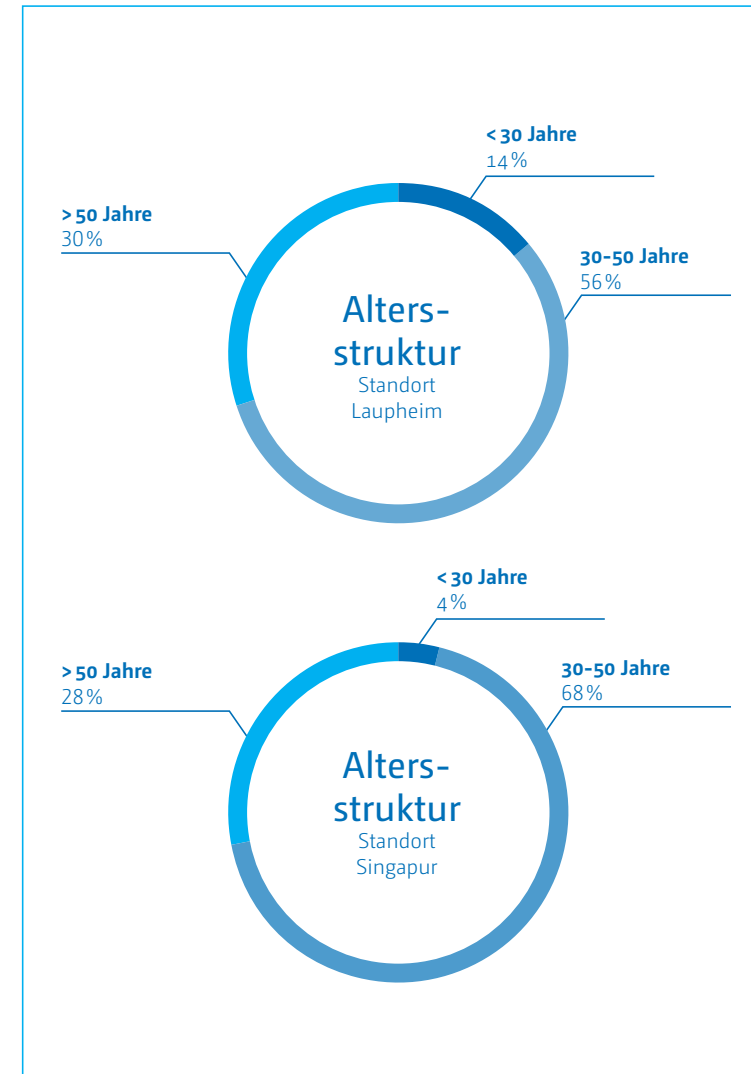 < 30 Jahre
14 %
> 50 Jahre
30 %
30-50 Jahre
56 %
Alters-
struktur
Standort
Laupheim
< 30 Jahre
4 %
> 50 Jahre
28 %
30-50 Jahre
68 %
Alters-
struktur
Standort
Singapur